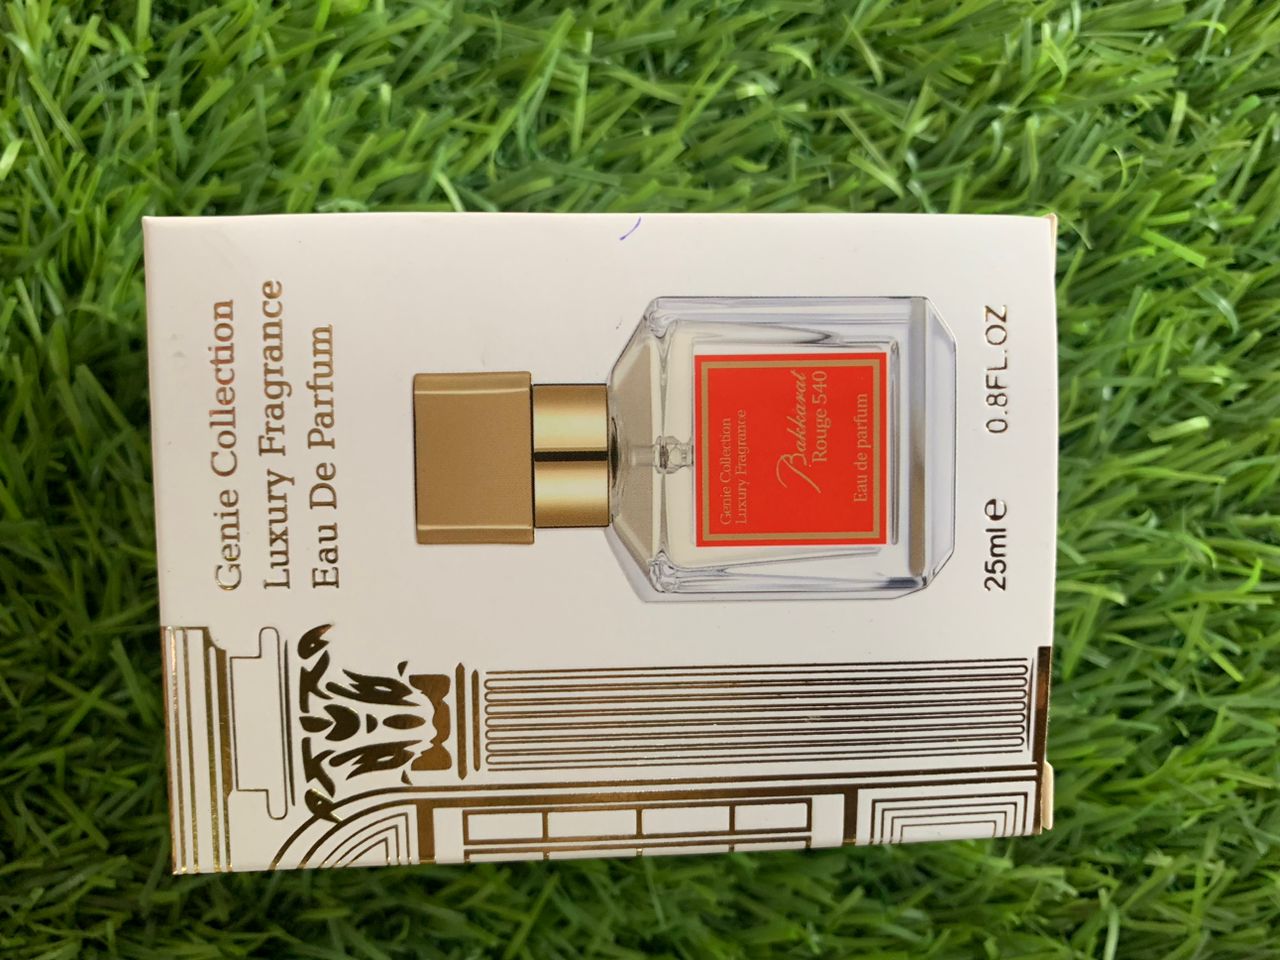 Genie Collection
Luxury Fragrance
Eau De Parfum
Genie Collection
Luxury Fragrance
Bakkarat
Rouge 540
Eau de parfum
25ml e 0.8FL.OZ